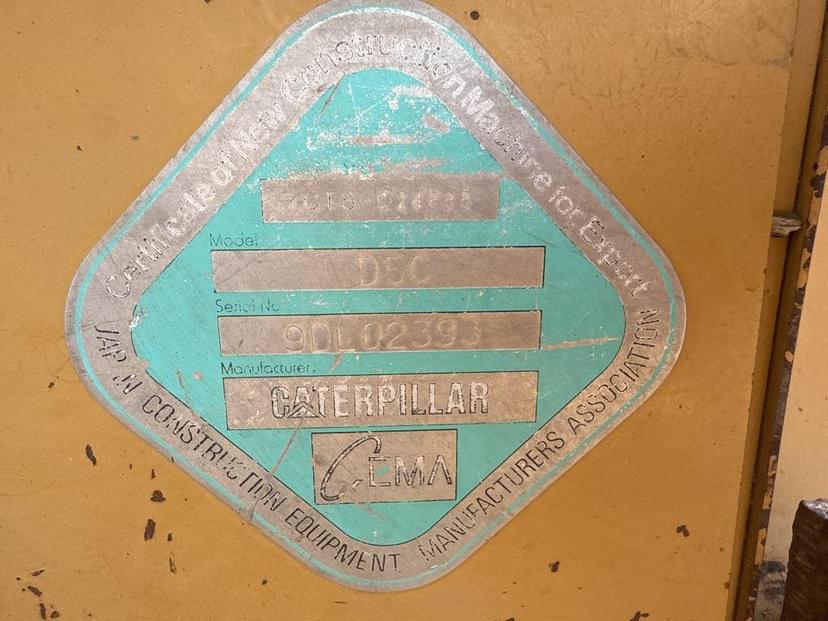 Certificate of New Construction Machine for Export
Model
D5C
Serial No.
9DL02393
Manufacturer
CATERPILLAR
CEMA
JAPAN CONSTRUCTION EQUIPMENT MANUFACTURERS ASSOCIATION